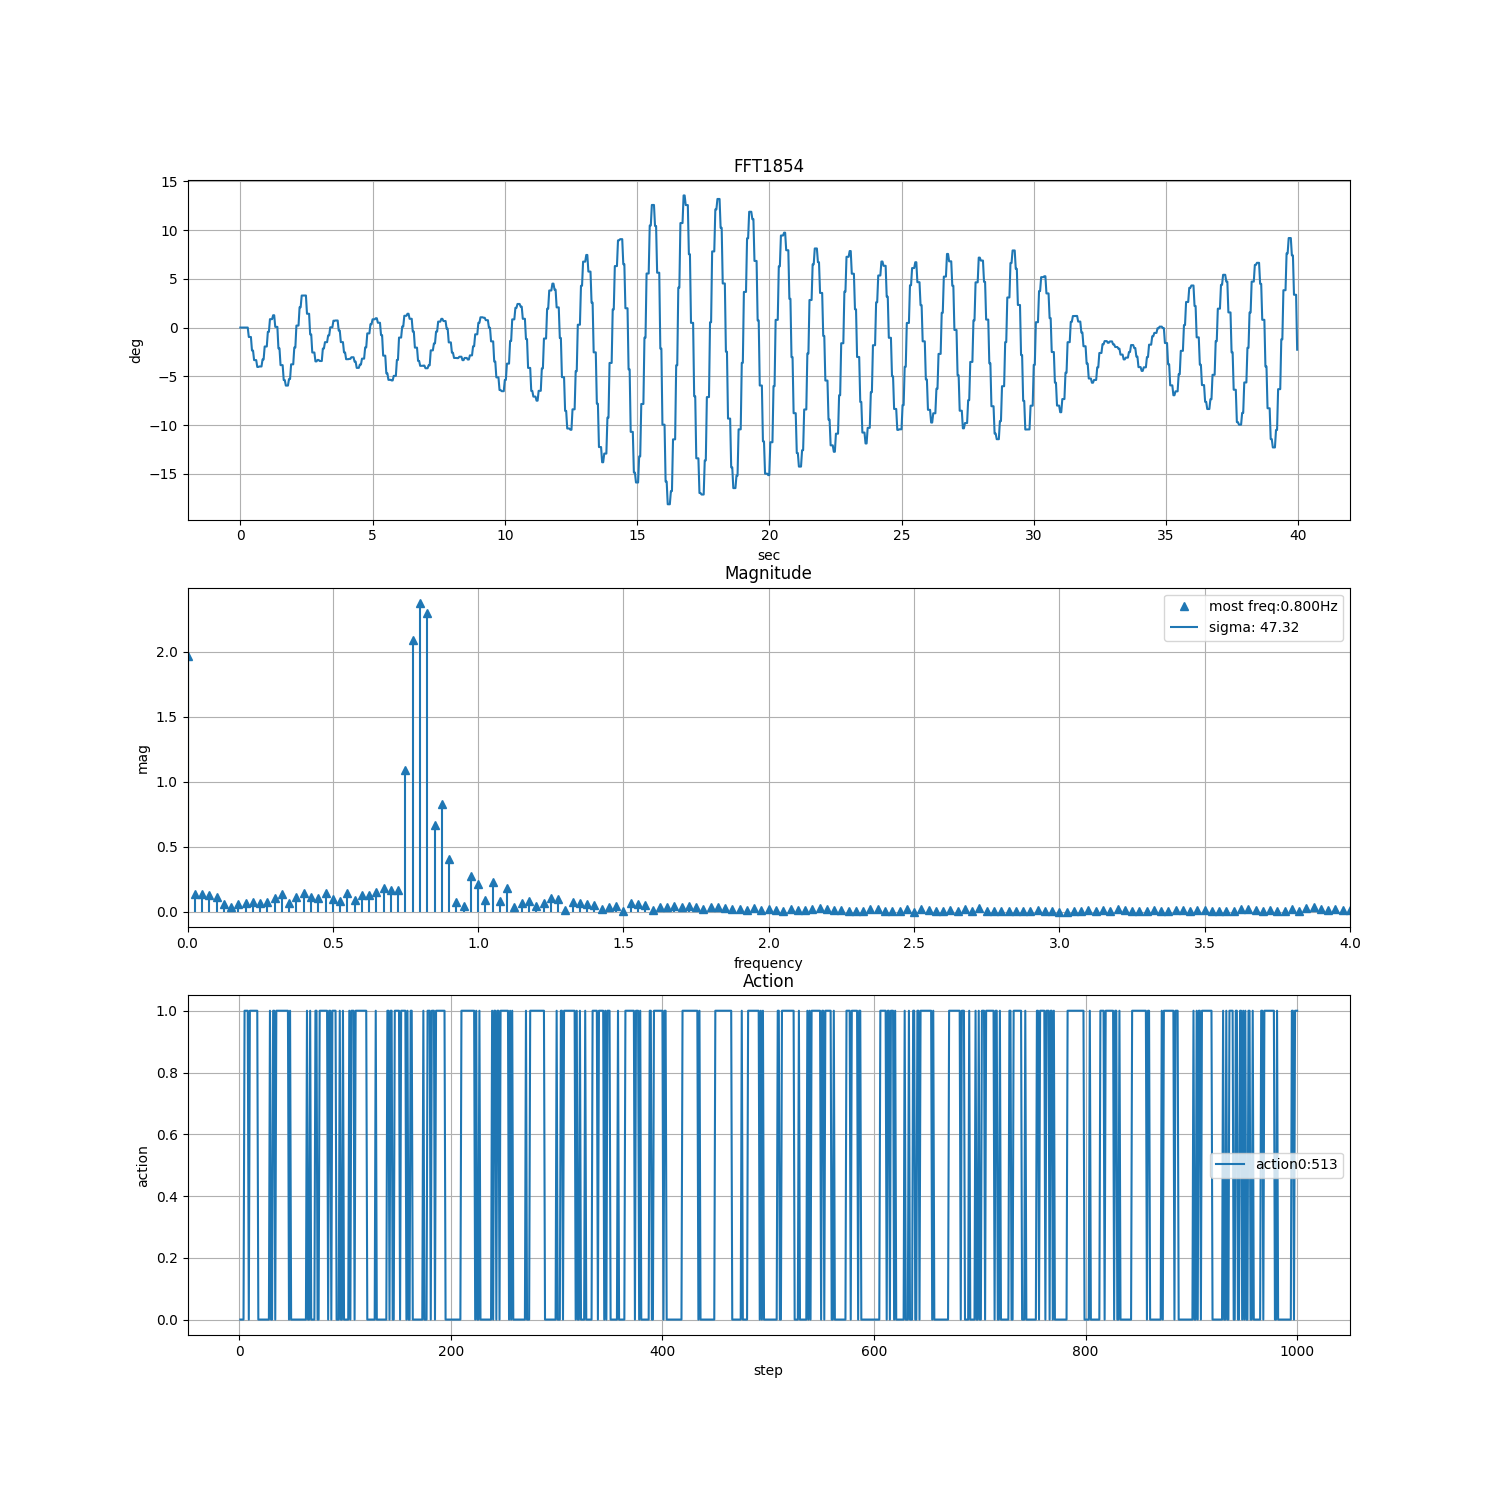 FFT1854
15
10
5
0
−5
−10
−15
deg
0 5 10 15 20 25 30 35 40
sec
Magnitude
most freq:0.800Hz
sigma: 47.32
2.0
1.5
1.0
0.5
0.0
mag
0.0 0.5 1.0 1.5 2.0 2.5 3.0 3.5 4.0
frequency
Action
1.0
0.8
0.6
0.4
0.2
0.0
action
action0:513
0 200 400 600 800 1000
step